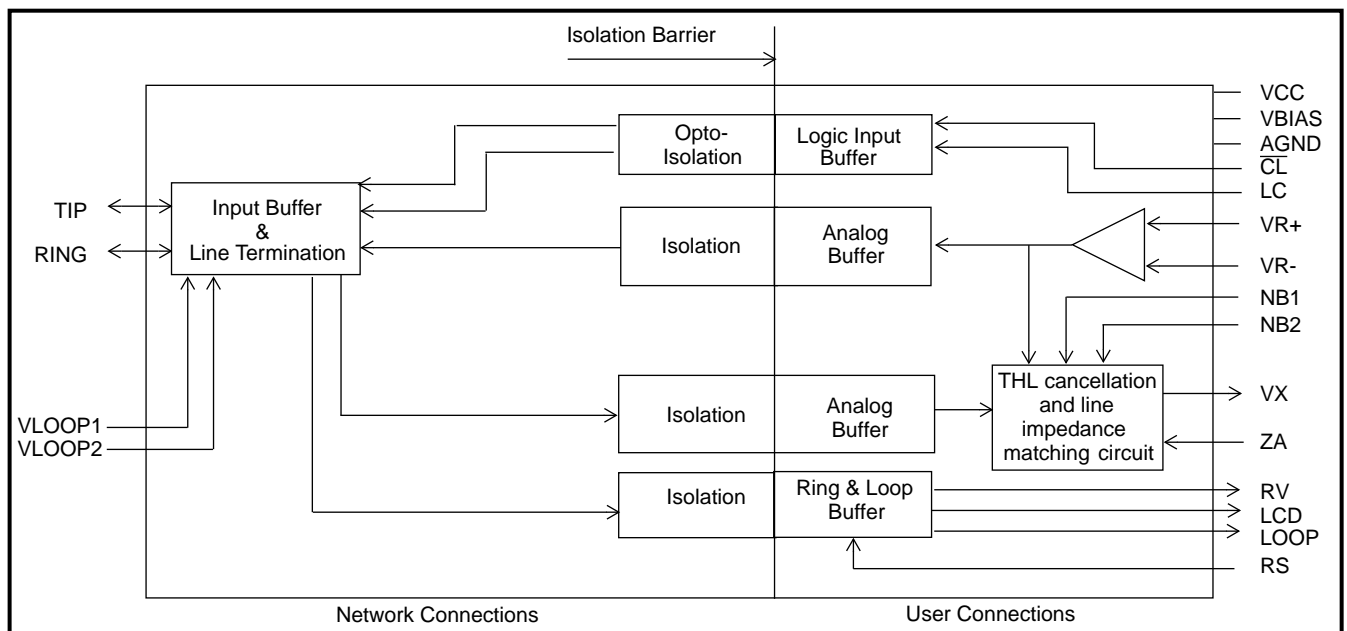 Isolation Barrier
VCC
VBIAS
AGND
CL
LC
Opto-
Isolation
Logic Input
Buffer
TIP
RING
Input Buffer
&
Line Termination
Isolation
Analog
Buffer
VR+
VR-
NB1
NB2
VLOOP1
VLOOP2
Isolation
Analog
Buffer
THL cancellation
and line
impedance
matching circuit
VX
ZA
Isolation
Ring & Loop
Buffer
RV
LCD
LOOP
RS
Network Connections
User Connections